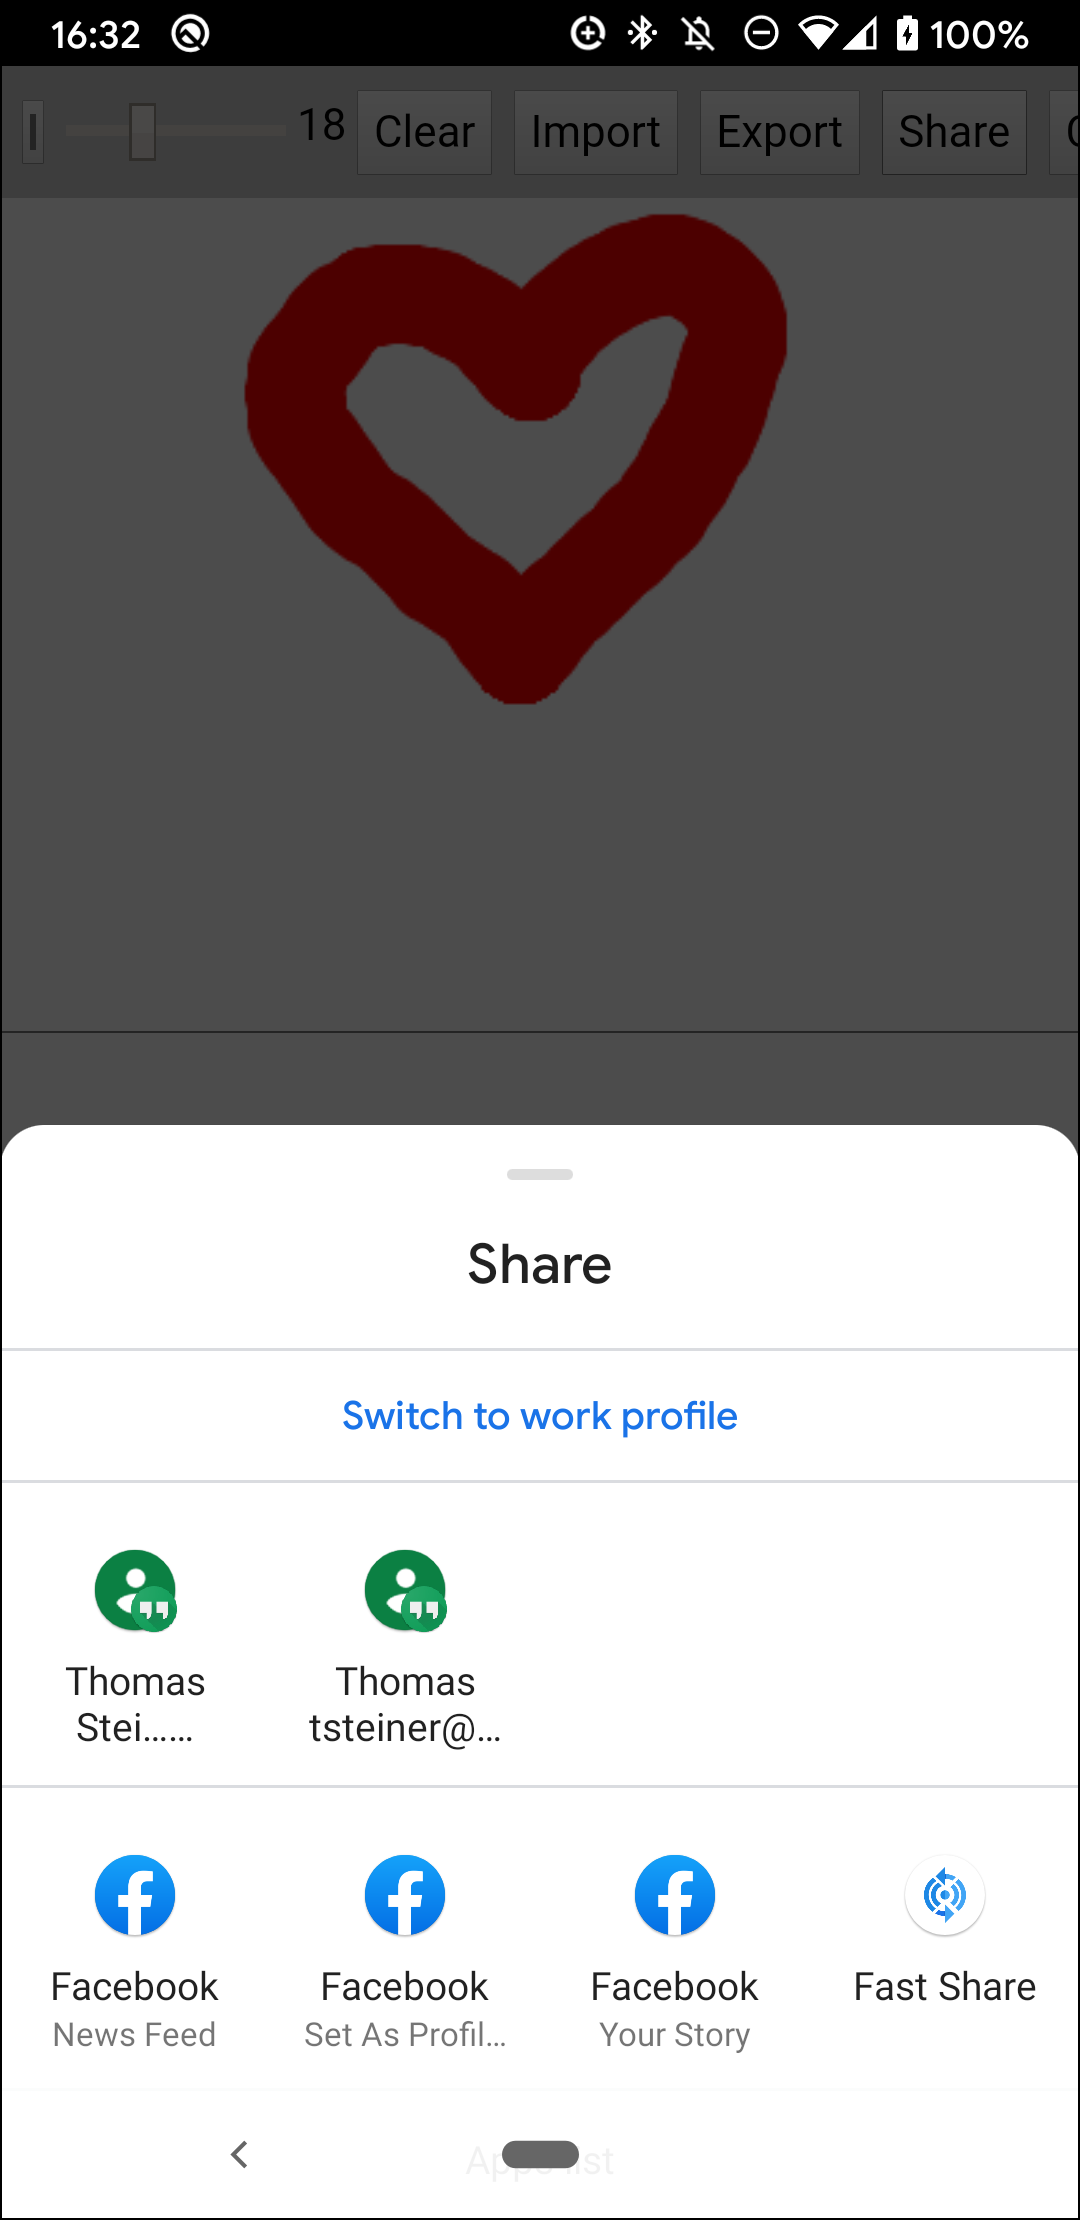 16:32 100%
18 Clear Import Export Share
Share
Switch to work profile
Thomas Stei......
Thomas tsteiner@...
Facebook Facebook Facebook Fast Share
News Feed Set As Profil... Your Story